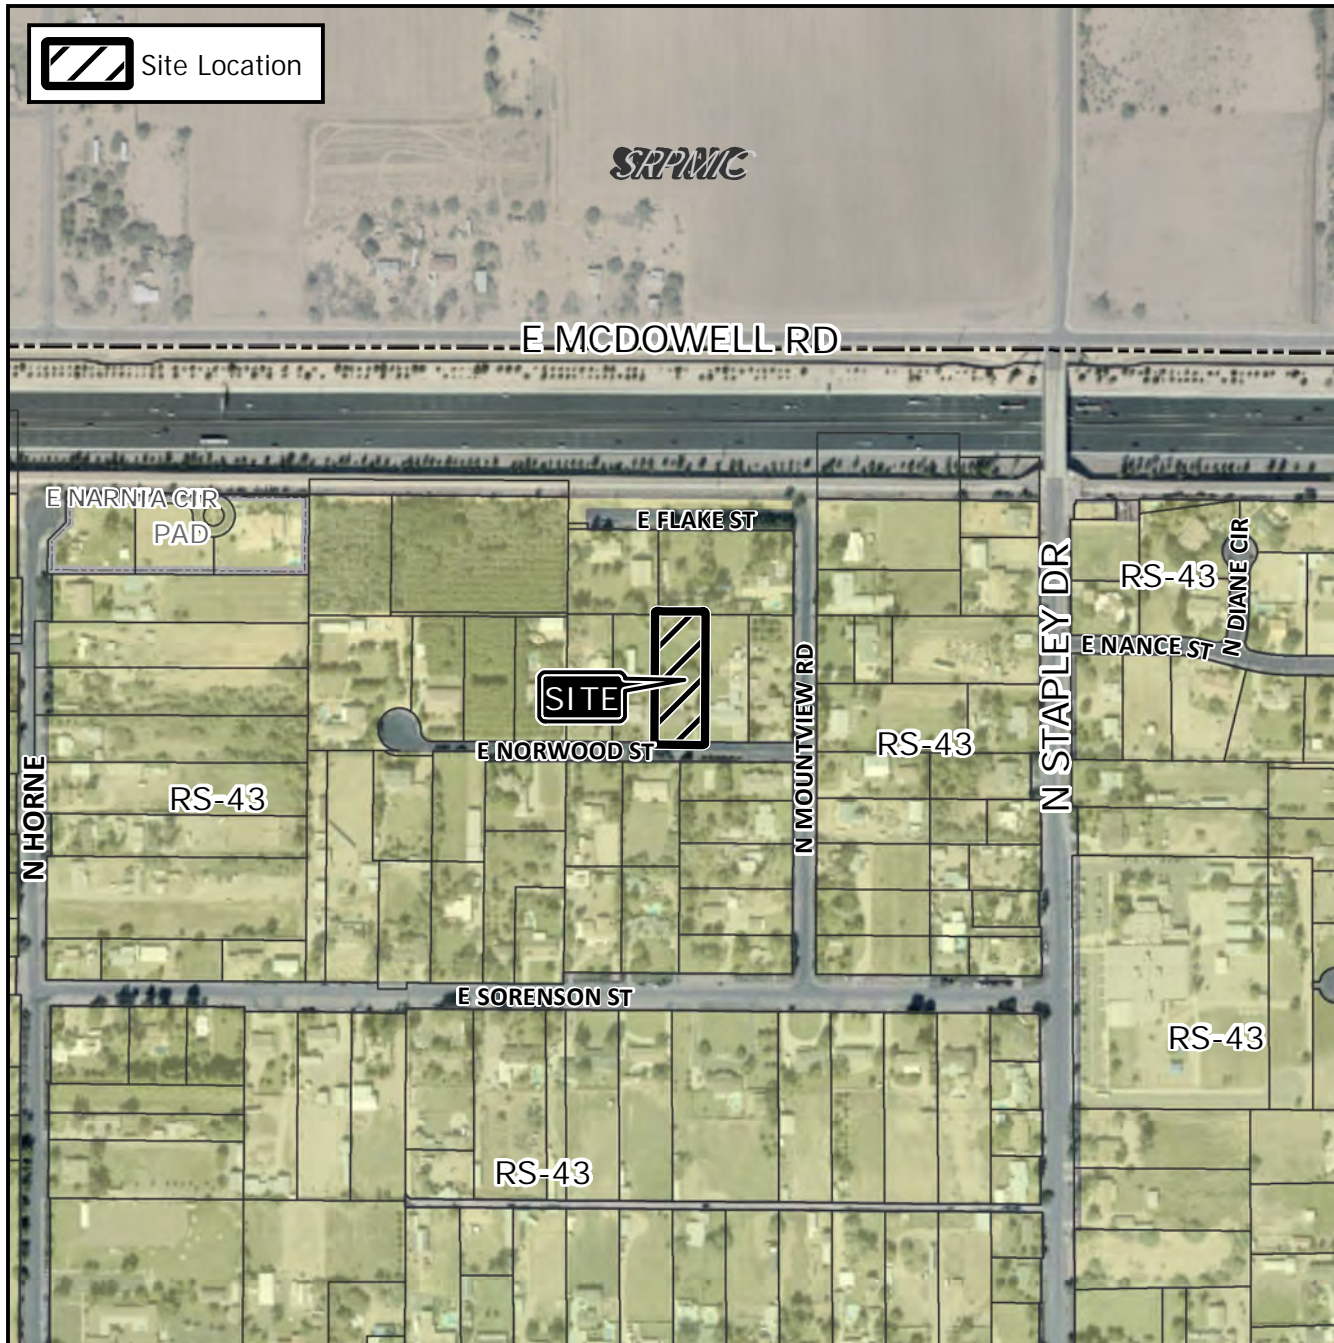 Site Location
SRPMIC
E MCDOWELL RD
E NARNIA CIR
PAD
E FLAKE ST
RS-43
N DIANE CIR
E NANCE ST
N STAPLEY DR
SITE
N MOUNTVIEW RD
E NORWOOD ST
RS-43
RS-43
N HORNE
E SORENSON ST
RS-43
RS-43